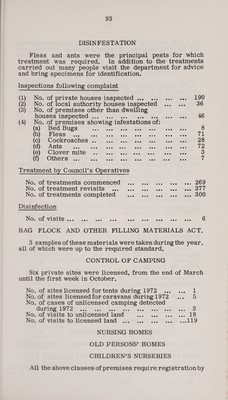 93
DISINFESTATION
Fleas and ants were the principal pests for which
treatment was required. In addition to the treatments
carried out many people visit the department for advice
and bring specimens for identification.
Inspections following complaint
(1) No. of private houses inspected ... ... ... 190
(2) No. of local authority houses inspected ... ... 36
(3) No. of premises other than dwelling
houses inspected ... ... ... ... ... ... 46
(4) No. of premises showing infestations of:
(a) Bed Bugs ... ... ... ... ... ... 8
(b) Fleas ... ... ... ... ... ... 71
(c) Cockroaches ... ... ... ... ... ... 28
(d) Ants ... ... ... ... ... ... 72
(e) Clover mite ... ... ... ... ... ... 3
(f) Others ... ... ... ... ... ... 7
Treatment by Council's Operatives
No. of treatments commenced ... ... ... ... 269
No. of treatment revisits ... ... ... ... ... 377
No. of treatments completed ... ... ... ... 300
Disinfection
No. of visits ... ... ... ... ... ... ... ... 6
RAG FLOCK AND OTHER FILLING MATERIALS ACT.
3 samples of these materials were taken during the year,
all of which were up to the required standard.
CONTROL OF CAMPING
Six private sites were licensed, from the end of March
until the first week in October.
No. of sites licensed for tents during 1972 ... ... 1
No. of sites licensed for caravans during 1972 ... 5
No. of cases of unlicensed camping detected
during 1972 ... ... ... ... ... ... ... 3
No. of visits to unlicensed land ... ... ... ... 18
No. of visits to licensed land ... ... ... ... ...119
NURSING HOMES
OLD PERSONS' HOMES
CHILDREN'S NURSERIES
All the above classes of premises require registration by